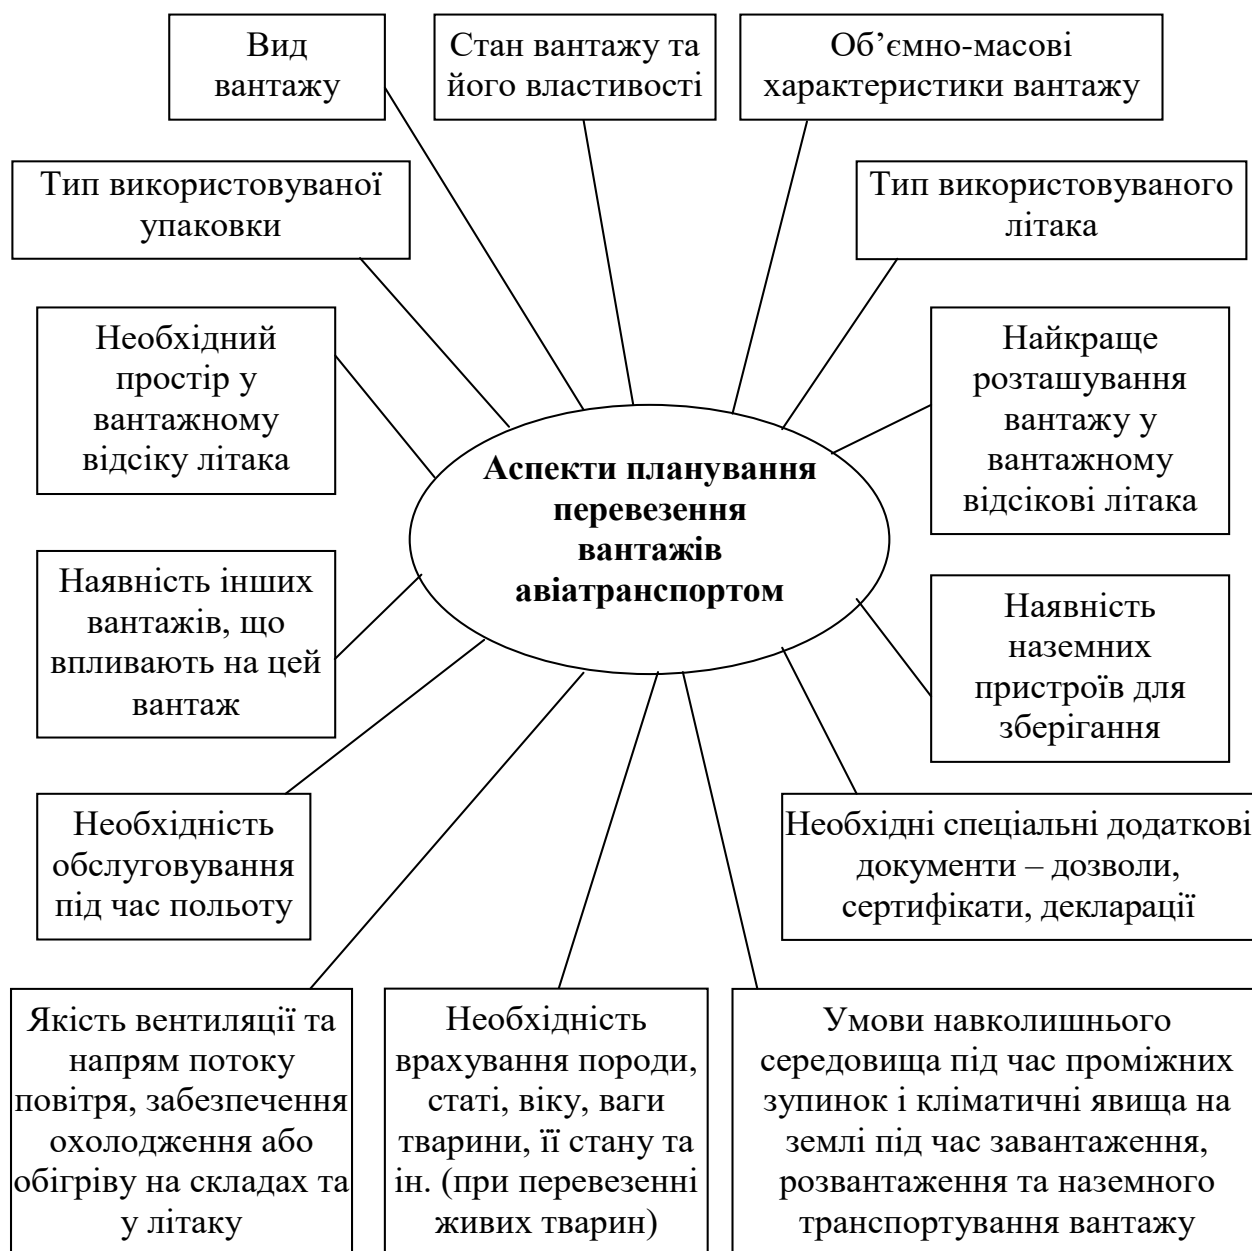 Вид
вантажу
Стан вантажу та
його властивості
Об’ємно-масові
характеристики вантажу
Тип використовуваної
упаковки
Тип використовуваного
літака
Необхідний
простір у
вантажному
відсіку літака
Найкраще
розташування
вантажу у
вантажному
відсікові літака
Аспекти планування
перевезення
вантажів
авіатранспортом
Наявність інших
вантажів, що
впливають на цей
вантаж
Наявність
наземних
пристроїв для
зберігання
Необхідність
обслуговування
під час польоту
Необхідні спеціальні додаткові
документи – дозволи,
сертифікати, декларації
Якість вентиляції та
напрям потоку
повітря, забезпечення
охолодження або
обігріву на складах та
у літаку
Необхідність
врахування породи,
статі, віку, ваги
тварини, її стану та
ін. (при перевезенні
живих тварин)
Умови навколишнього
середовища під час проміжних
зупинок і кліматичні явища на
землі під час завантаження,
розвантаження та наземного
транспортування вантажу